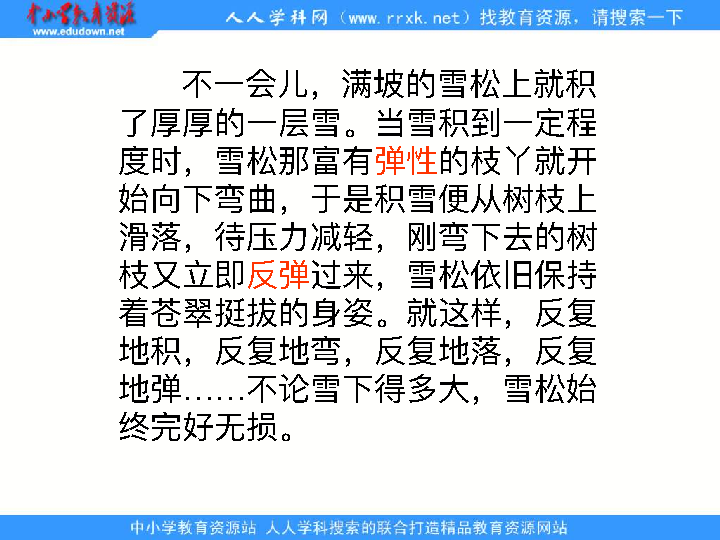 中小学教育资源
www.edudown.net
人人学科网（www.rrxk.net）找教育资源，请搜索一下
不一会儿，满坡的雪松上就积
了厚厚的一层雪。当雪积到一定程
度时，雪松那富有弹性的枝丫就开
始向下弯曲，于是积雪便从树枝上
滑落，待压力减轻，刚弯下去的树
枝又立即反弹过来，雪松依旧保持
着苍翠挺拔的身姿。就这样，反复
地积，反复地弯，反复地落，反复
地弹……不论雪下得多大，雪松始
终完好无损。
中小学教育资源站 人人学科搜索的联合打造精品教育资源网站